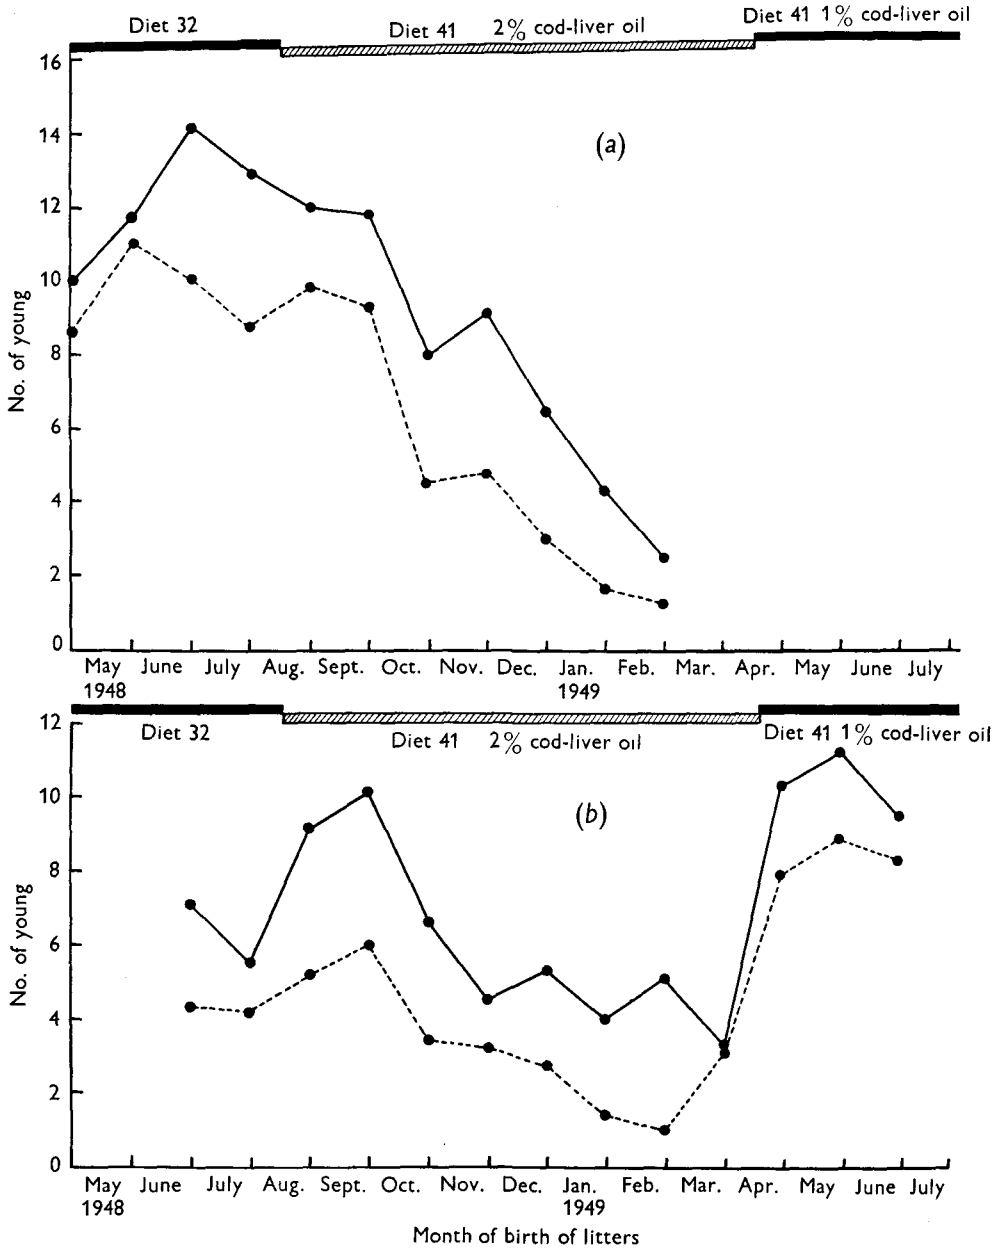 Diet 32 Diet 41 2% cod-liver oil Diet 41 1% cod-liver oil
16
14
12
10
8
6
4
2
0
No. of young
(a)
May June July Aug. Sept. Oct. Nov. Dec. Jan. Feb. Mar. Apr. May June July
1948 1949
Diet 32 Diet 41 2% cod-liver oil Diet 41 1% cod-liver oil
12
10
8
6
4
2
0
No. of young
(b)
May June July Aug. Sept. Oct. Nov. Dec. Jan. Feb. Mar. Apr. May June July
1948 1949
Month of birth of litters